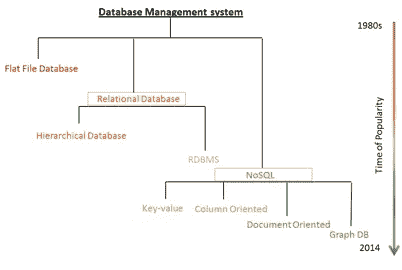 Database Management system
1980s
Flat File Database
Relational Database
Hierarchical Database
RDBMS
NoSQL
Key-value
Column Oriented
Document Oriented
Graph DB
Time of Popularity
2014